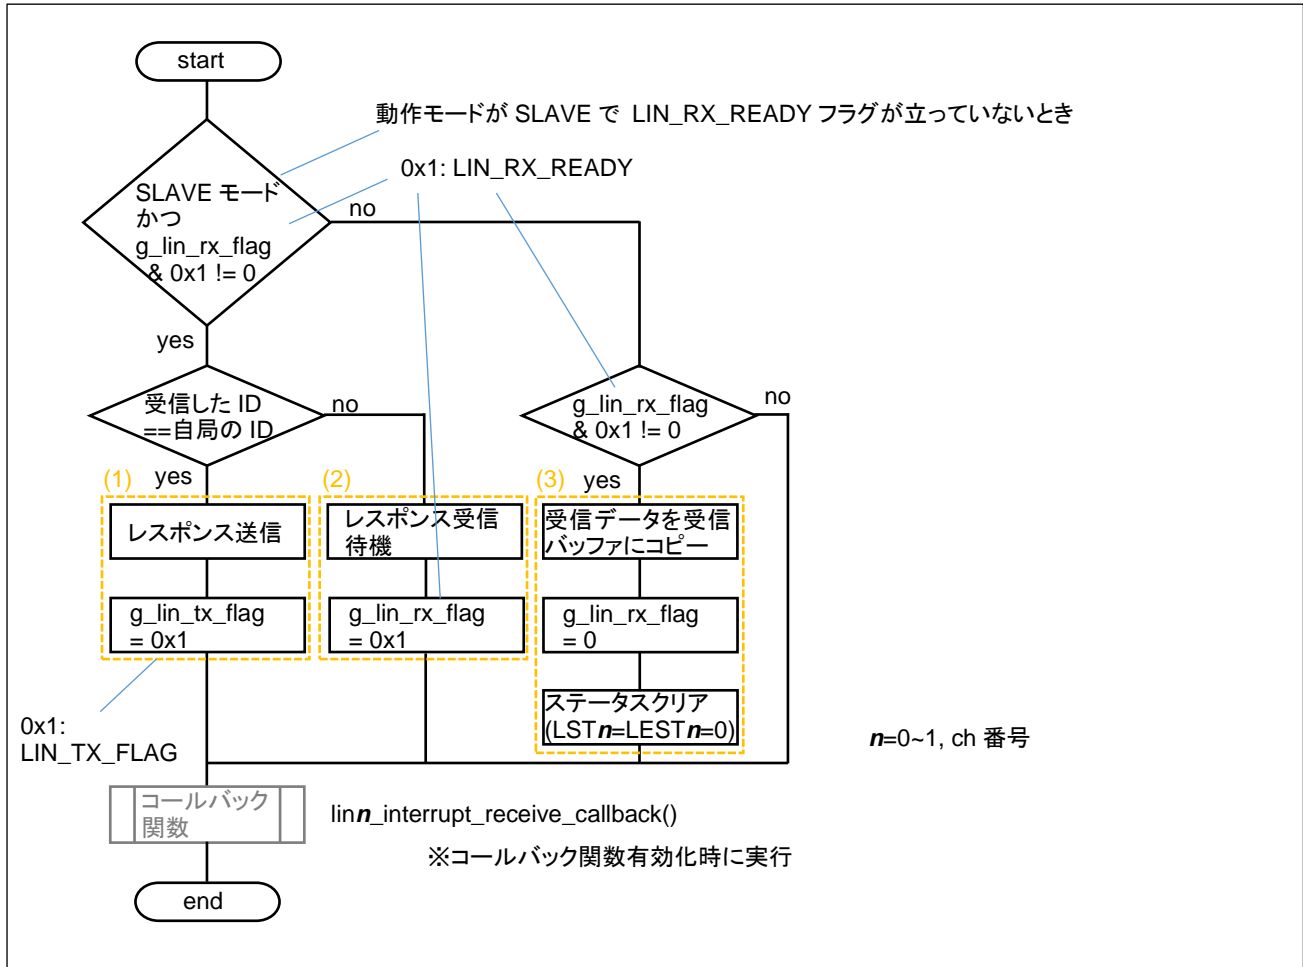 start
動作モードが SLAVE で LIN_RX_READY フラグが立っていないとき
0x1: LIN_RX_READY
SLAVE モード
かつ
g_lin_rx_flag
& 0x1 != 0
no
yes
受信した ID
==自局の ID
no
g_lin_rx_flag
& 0x1 != 0
no
(1)
yes
(2)
(3)
yes
レスポンス送信
レスポンス受信
待機
受信データを受信
バッファにコピー
g_lin_tx_flag
= 0x1
g_lin_rx_flag
= 0x1
g_lin_rx_flag
= 0
ステータスクリア
(LSTn=LESTn=0)
0x1:
LIN_TX_FLAG
n=0~1, ch 番号
コールバック
関数
linn_interrupt_receive_callback()
※コールバック関数有効化時に実行
end